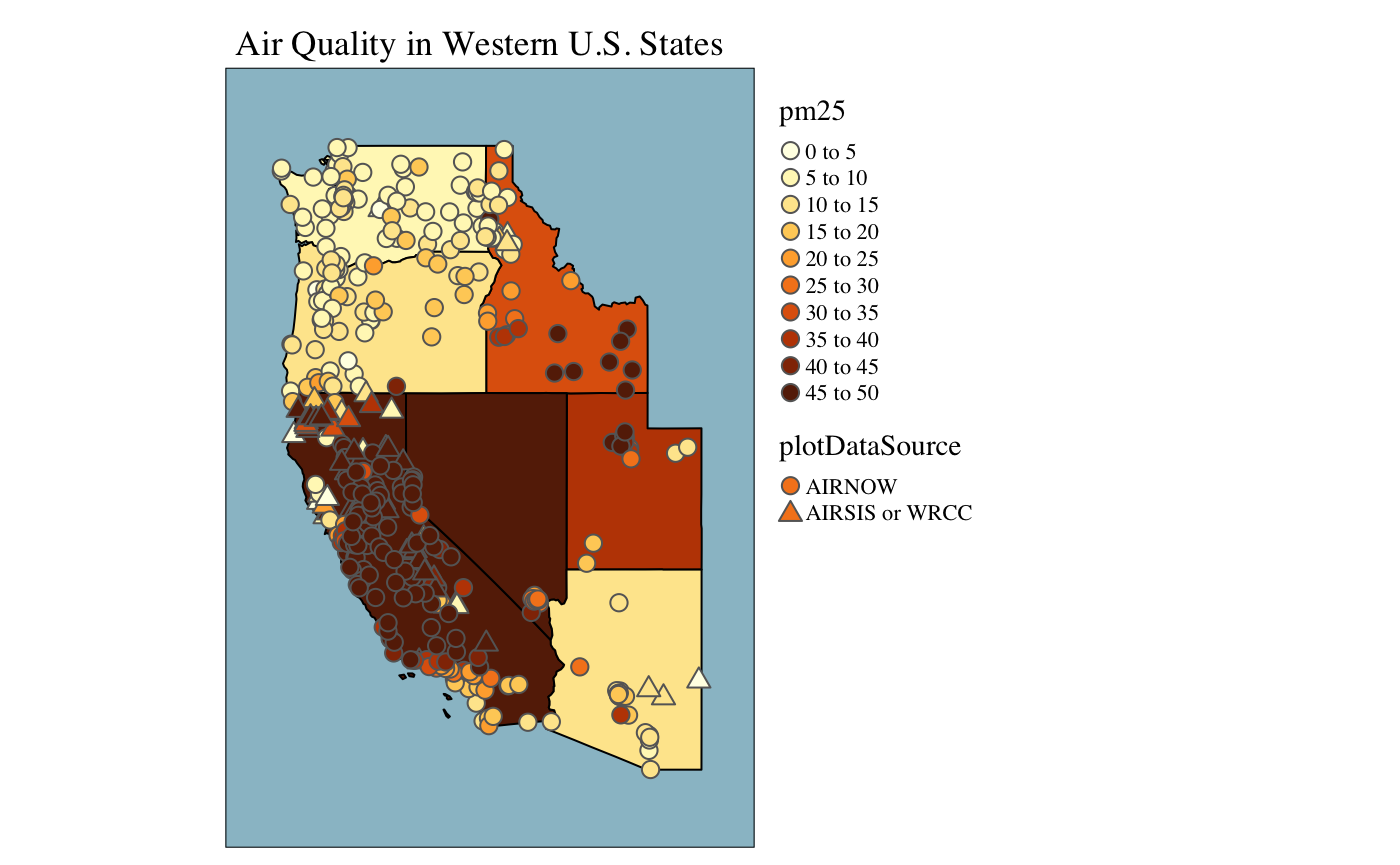 Air Quality in Western U.S. States
pm25
0 to 5
5 to 10
10 to 15
15 to 20
20 to 25
25 to 30
30 to 35
35 to 40
40 to 45
45 to 50
plotDataSource
AIRNOW
AIRSIS or WRCC